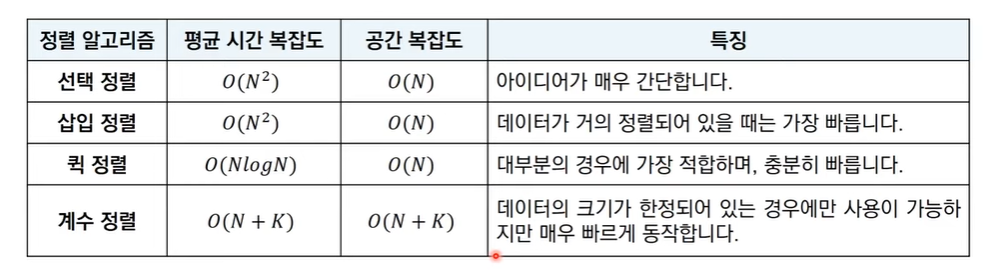 정렬 알고리즘 평균 시간 복잡도 공간 복잡도 특징
선택 정렬 O(N²) O(N) 아이디어가 매우 간단합니다.
삽입 정렬 O(N²) O(N) 데이터가 거의 정렬되어 있을 때는 가장 빠릅니다.
퀵 정렬 O(NlogN) O(N) 대부분의 경우에 가장 적합하며, 충분히 빠릅니다.
계수 정렬 O(N + K) O(N + K) 데이터의 크기가 한정되어 있는 경우에만 사용이 가능하
지만 매우 빠르게 동작합니다.